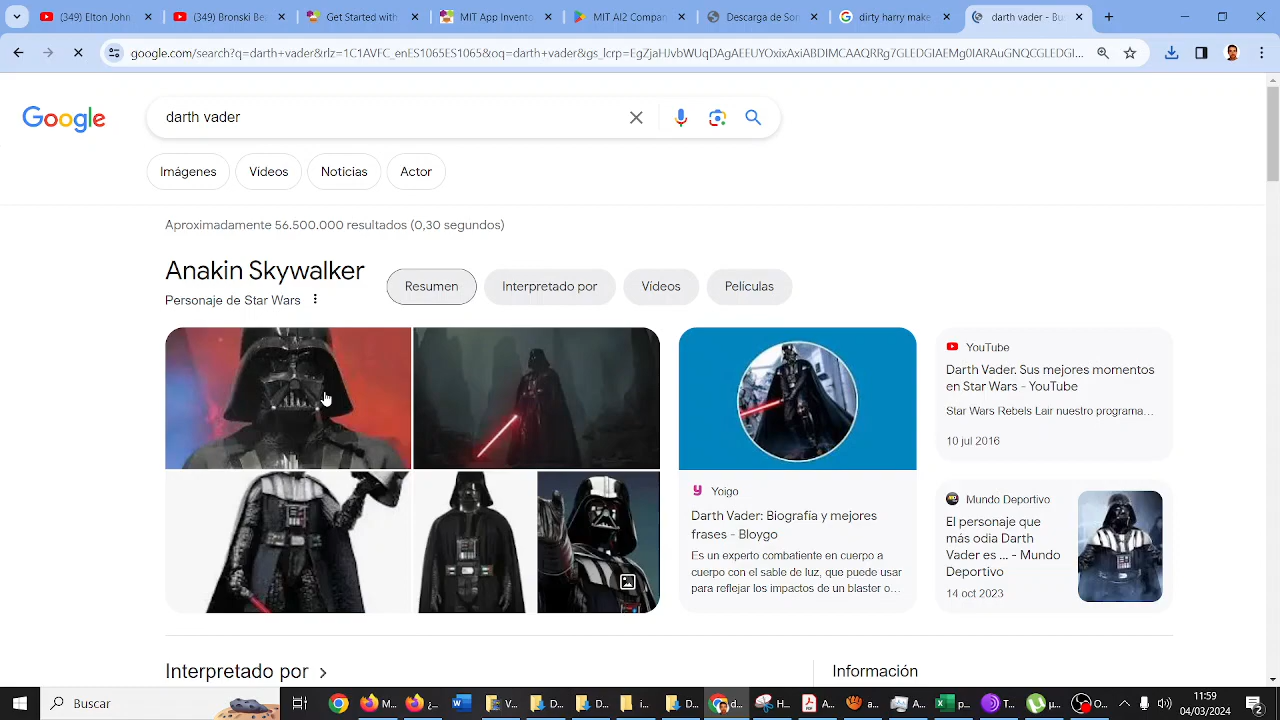 (349) Elton John
(349) Banda So
Get Started with
MIT App Invento
MIT AI2 Compan
Descarga de Son
dirty harry make
darth vader - Bu
google.com/search?q=darth+vader&rlz=1C1AVFC_enES1065ES1065&oq=darth+vader&gs_lcrp=
Google
darth vader
Imágenes
Vídeos
Noticias
Actor
Aproximadamente 56.500.000 resultados (0,30 segundos)
Anakin Skywalker
Personaje de Star Wars
Resumen
Interpretado por
Vídeos
Películas
Yoigo
Darth Vader: Biografía y mejores
frases - Bloygo
Es un experto combatiente en cuerpo a
cuerpo con el sable de luz, que puede usar
para reflejar los impactos de un blaster o…
YouTube
Darth Vader. Sus mejores momentos
en Star Wars - YouTube
Star Wars Rebels Lair nuestro programa…
10 jul 2016
Mundo Deportivo
El personaje que
más odia Darth
Vader es ... - Mundo
Deportivo
14 oct 2023
Interpretado por
Información
Buscar
11:59
04/03/2024